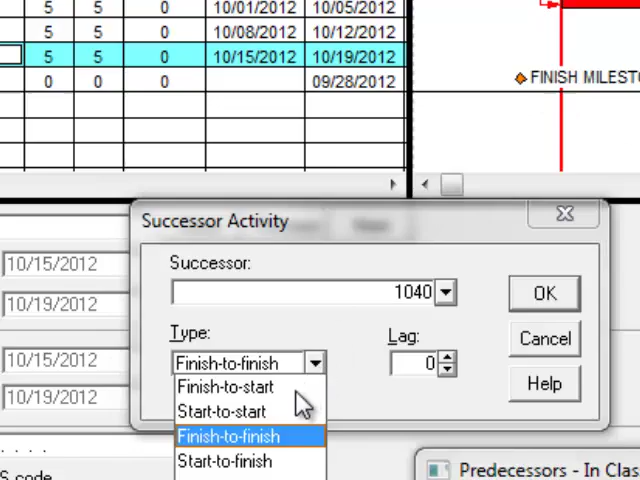 5 5 0 10/01/2012 10/05/2012
5 5 0 10/08/2012 10/12/2012
5 5 0 10/15/2012 10/19/2012
0 0 0 09/28/2012
FINISH MILEST
Successor Activity
10/15/2012
10/19/2012
10/15/2012
10/19/2012
Successor:
1040
OK
Type:
Lag:
Cancel
Finish-to-finish
0
Help
Finish-to-start
Start-to-start
Finish-to-finish
Start-to-finish
S code
Predecessors - In Clas